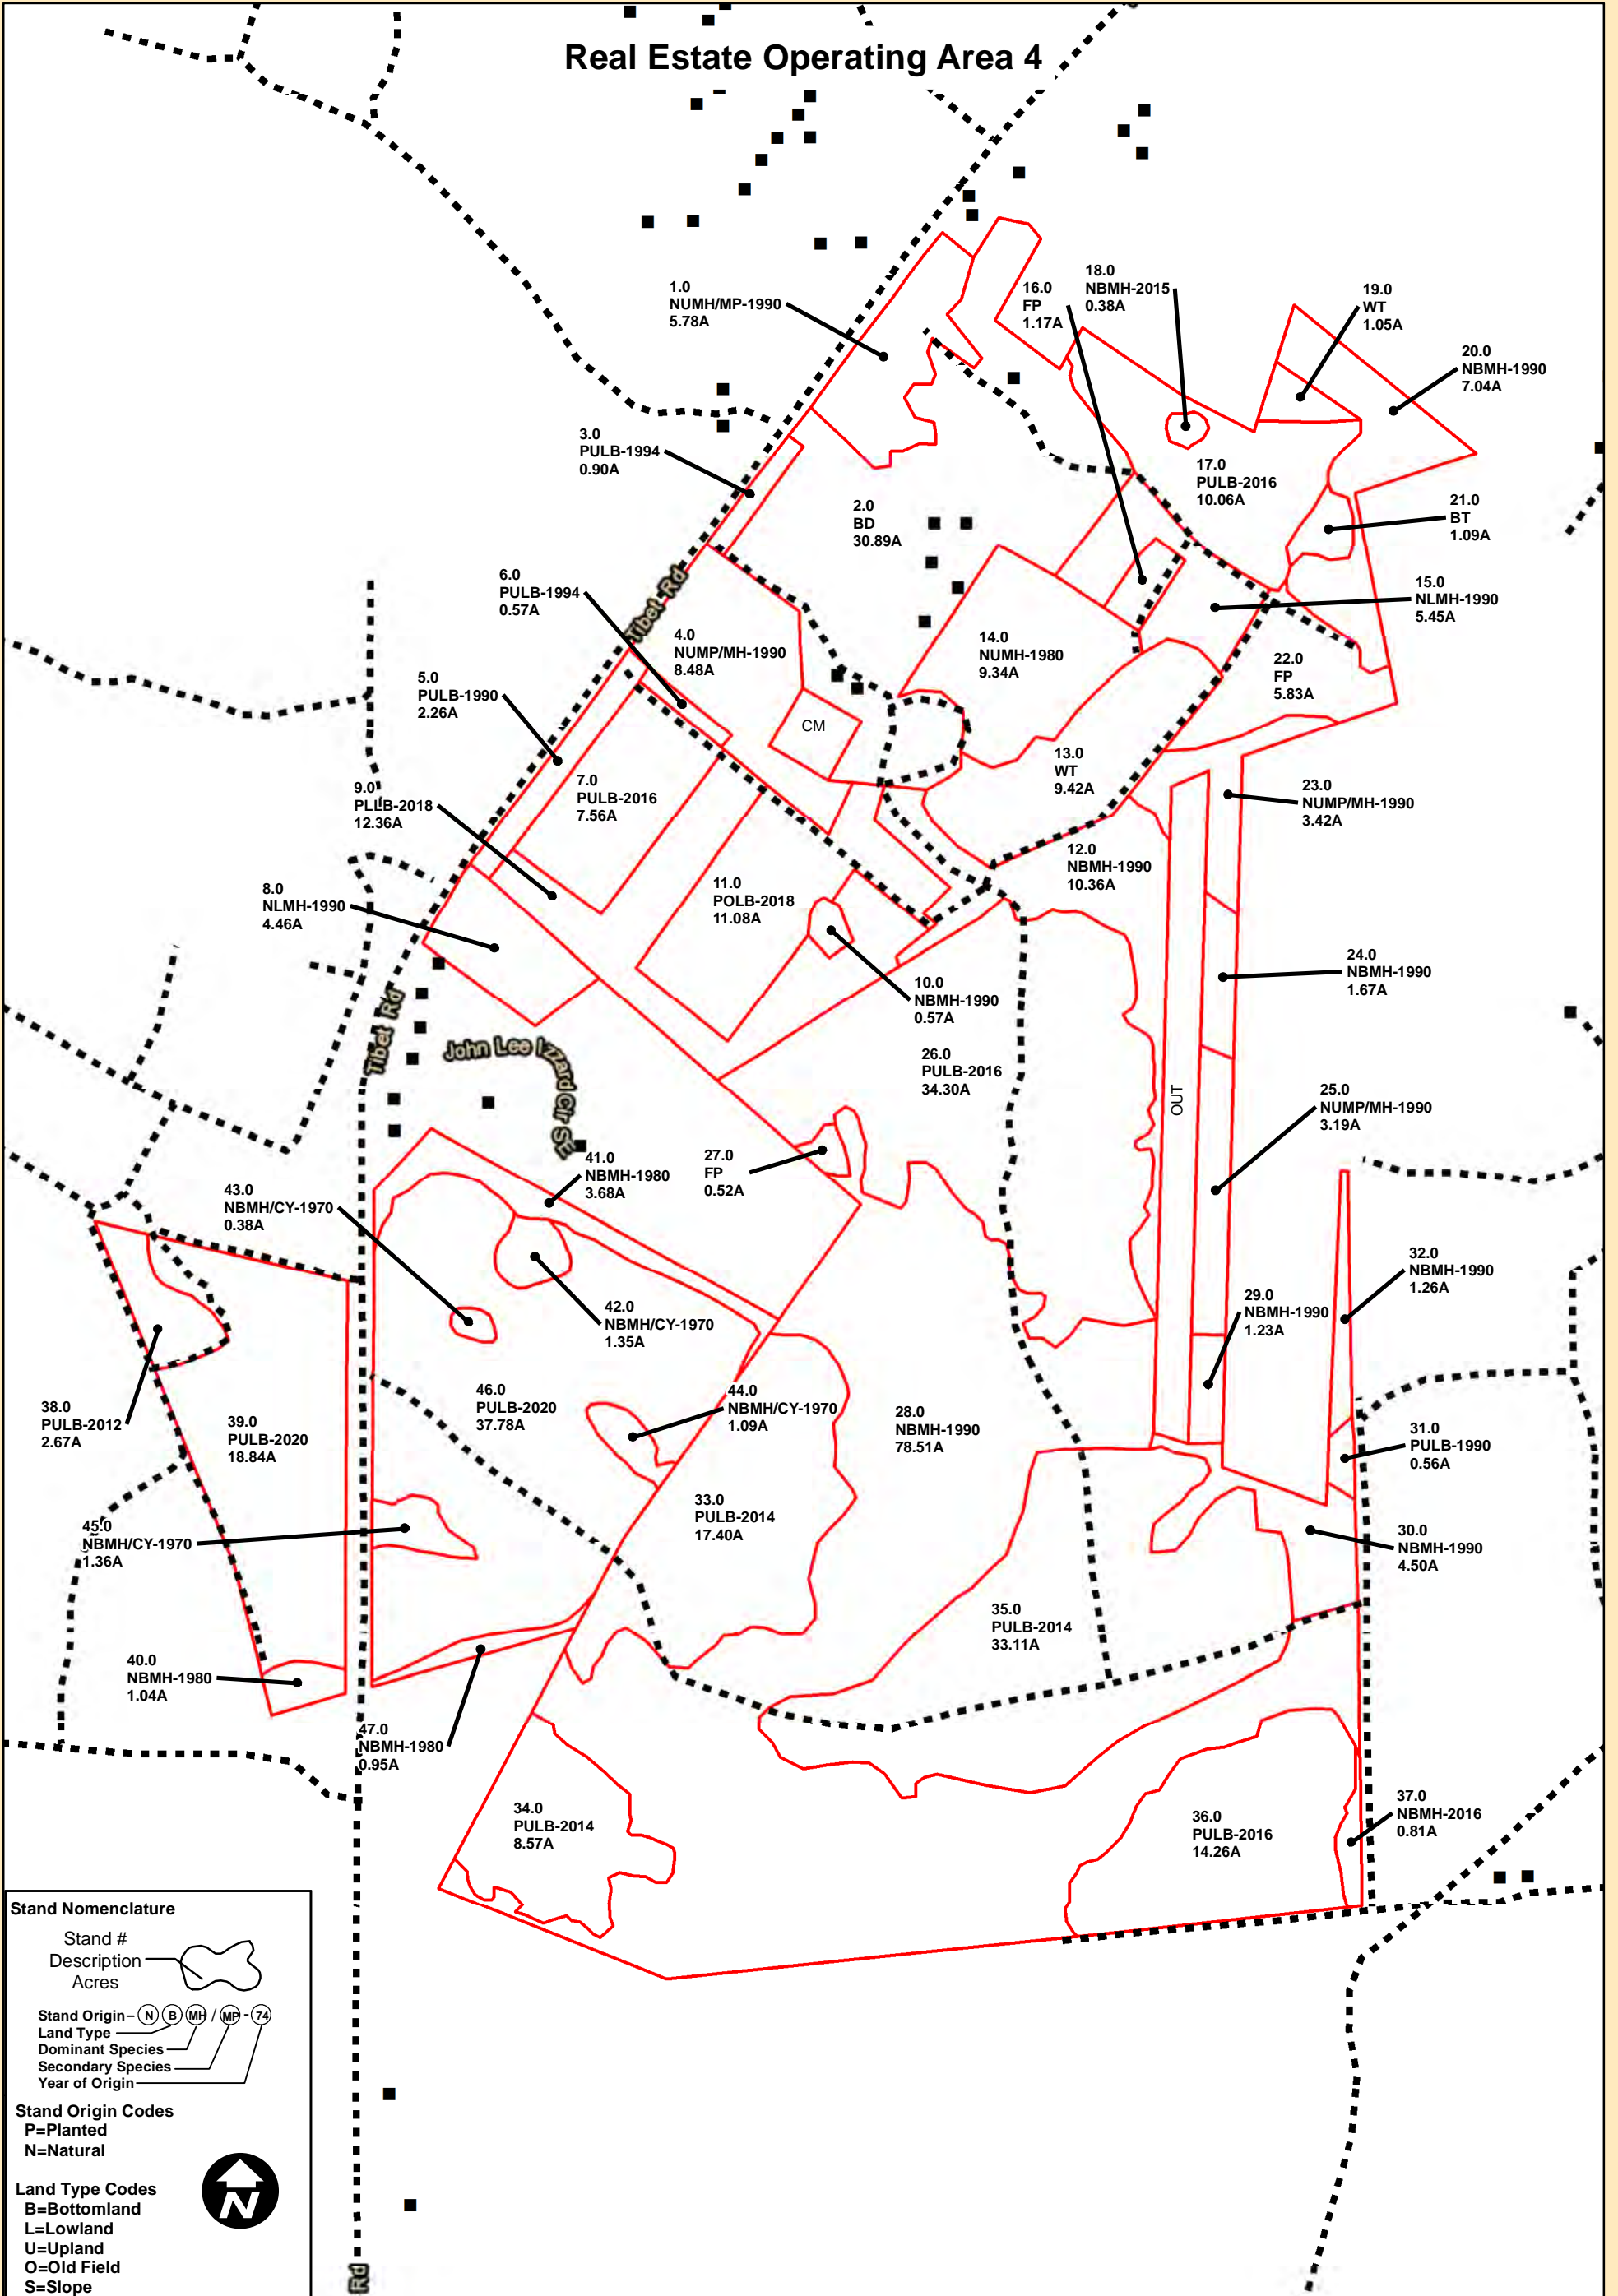 Real Estate Operating Area 4
1.0
NUMH/MP-1990
5.78A
16.0
FP
1.17A
18.0
NBMH-2015
0.38A
19.0
WT
1.05A
20.0
NBMH-1990
7.04A
3.0
PULB-1994
0.90A
17.0
PULB-2016
10.06A
2.0
BD
30.89A
21.0
BT
1.09A
6.0
PULB-1994
0.57A
Tibet Rd
15.0
NLMH-1990
5.45A
4.0
NUMP/MH-1990
8.48A
14.0
NUMH-1980
9.34A
22.0
FP
5.83A
5.0
PULB-1990
2.26A
CM
13.0
WT
9.42A
7.0
PULB-2016
7.56A
9.0
PLLB-2018
12.36A
23.0
NUMP/MH-1990
3.42A
12.0
NBMH-1990
10.36A
8.0
NLMH-1990
4.46A
11.0
POLB-2018
11.08A
10.0
NBMH-1990
0.57A
24.0
NBMH-1990
1.67A
Tibet Rd
John Lee Izzard Cir SE
26.0
PULB-2016
34.30A
OUT
25.0
NUMP/MH-1990
3.19A
41.0
NBMH-1980
3.68A
27.0
FP
0.52A
43.0
NBMH/CY-1970
0.38A
32.0
NBMH-1990
1.26A
29.0
NBMH-1990
1.23A
42.0
NBMH/CY-1970
1.35A
46.0
PULB-2020
37.78A
44.0
NBMH/CY-1970
1.09A
28.0
NBMH-1990
78.51A
38.0
PULB-2012
2.67A
39.0
PULB-2020
18.84A
31.0
PULB-1990
0.56A
33.0
PULB-2014
17.40A
45.0
NBMH/CY-1970
1.36A
30.0
NBMH-1990
4.50A
35.0
PULB-2014
33.11A
40.0
NBMH-1980
1.04A
47.0
NBMH-1980
0.95A
34.0
PULB-2014
8.57A
36.0
PULB-2016
14.26A
37.0
NBMH-2016
0.81A
Stand Nomenclature
Stand #
Description
Acres
Stand Origin- N B MH / MP - 74
Land Type
Dominant Species
Secondary Species
Year of Origin
Stand Origin Codes
P=Planted
N=Natural
N
Land Type Codes
B=Bottomland
L=Lowland
U=Upland
O=Old Field
S=Slope
Rd